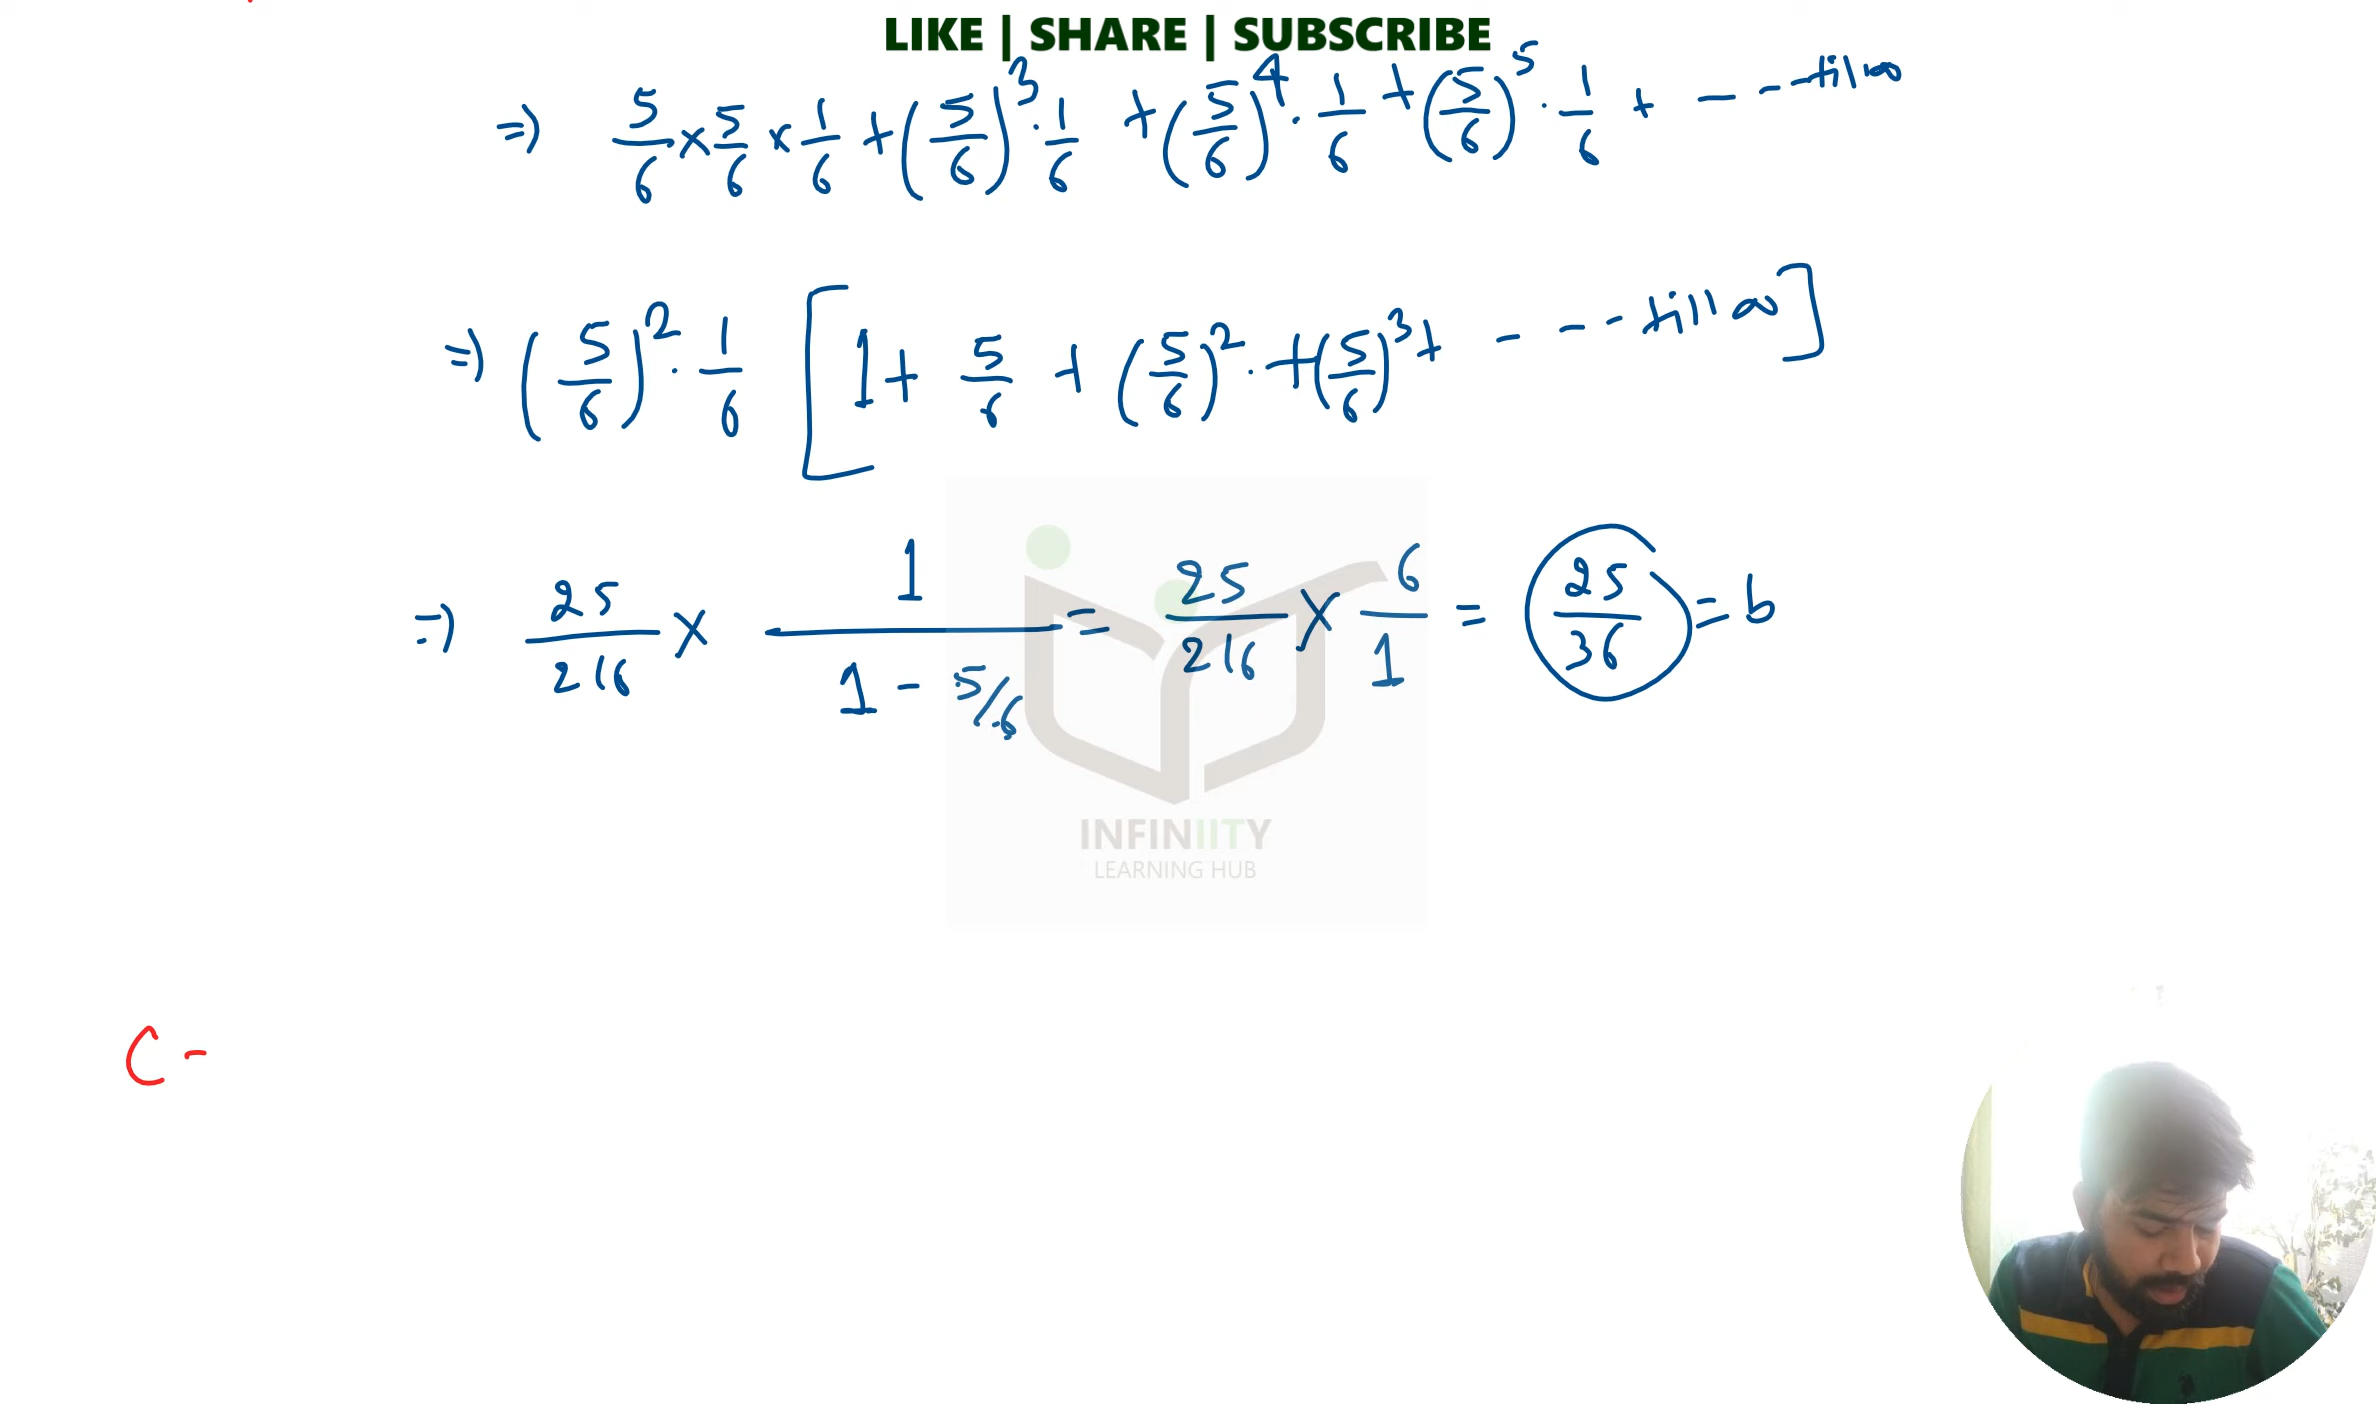 LIKE | SHARE | SUBSCRIBE
⇒ 5/6 × 5/6 × 1/6 + (5/6)³ · 1/6 + (5/6)⁴ · 1/6 + (5/6)⁵ · 1/6 + - - - till ∞
⇒ (5/6)² · 1/6 [1 + 5/6 + (5/6)² · + (5/6)³ + - - - till ∞]
⇒ 25/216 × 1/(1 - 5/6) = 25/216 × 6/1 = 25/36 = b
INFINIITY
LEARNING HUB
C -